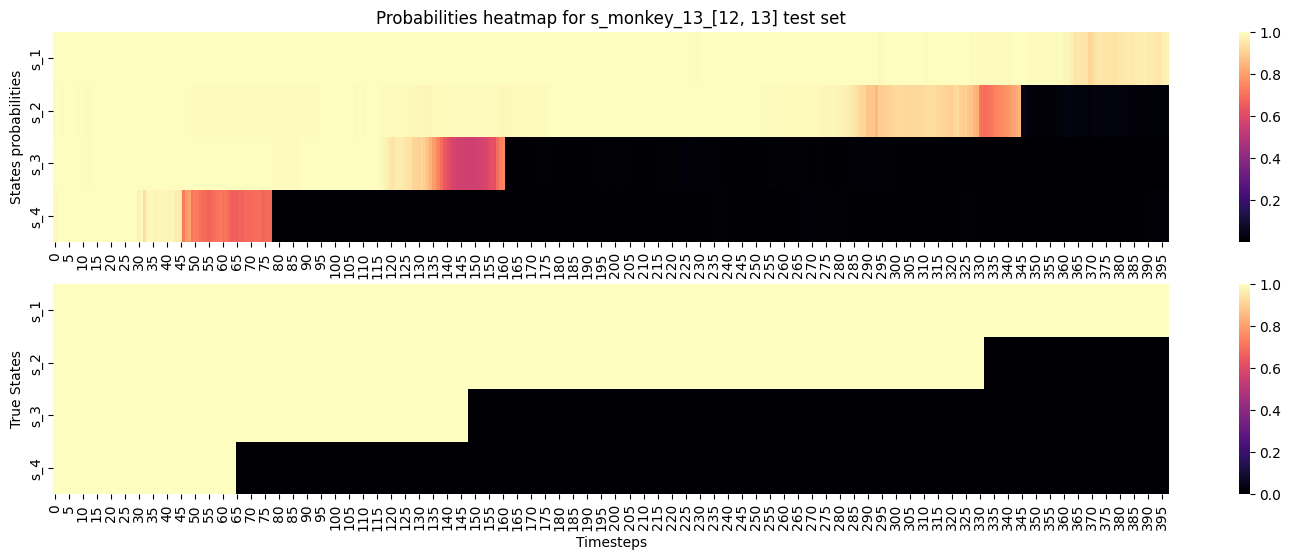 Probabilities heatmap for s_monkey_13_[12, 13] test set
States probabilities
s_1
s_2
s_3
s_4
1.0
0.8
0.6
0.4
0.2
0 5 10 15 20 25 30 35 40 45 50 55 60 65 70 75 80 85 90 95 100 105 110 115 120 125 130 135 140 145 150 155 160 165 170 175 180 185 190 195 200 205 210 215 220 225 230 235 240 245 250 255 260 265 270 275 280 285 290 295 300 305 310 315 320 325 330 335 340 345 350 355 360 365 370 375 380 385 390 395
True States
s_1
s_2
s_3
s_4
1.0
0.8
0.6
0.4
0.2
0.0
0 5 10 15 20 25 30 35 40 45 50 55 60 65 70 75 80 85 90 95 100 105 110 115 120 125 130 135 140 145 150 155 160 165 170 175 180 185 190 195 200 205 210 215 220 225 230 235 240 245 250 255 260 265 270 275 280 285 290 295 300 305 310 315 320 325 330 335 340 345 350 355 360 365 370 375 380 385 390 395
Timesteps